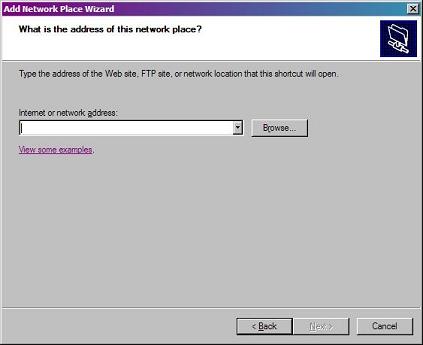 Add Network Place Wizard
What is the address of this network place?
Type the address of the Web site, FTP site, or network location that this shortcut will open.
Internet or network address:
Browse...
View some examples.
< Back
Next >
Cancel